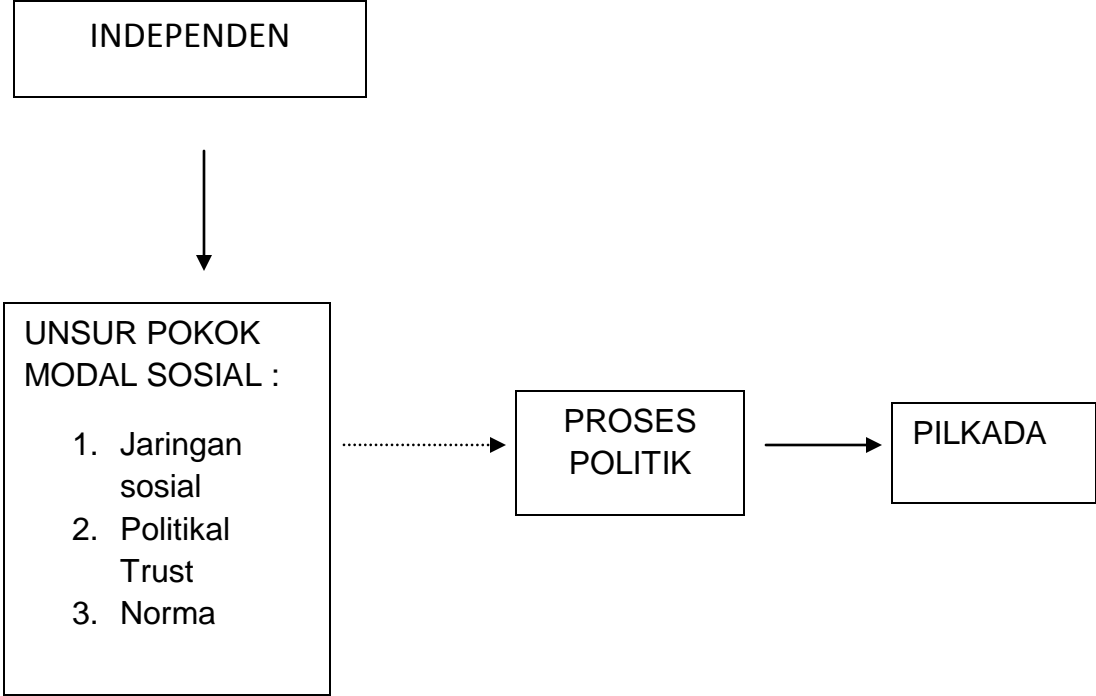 INDEPENDEN
UNSUR POKOK
MODAL SOSIAL :
1. Jaringan
sosial
2. Politikal
Trust
3. Norma
PROSES
POLITIK
PILKADA